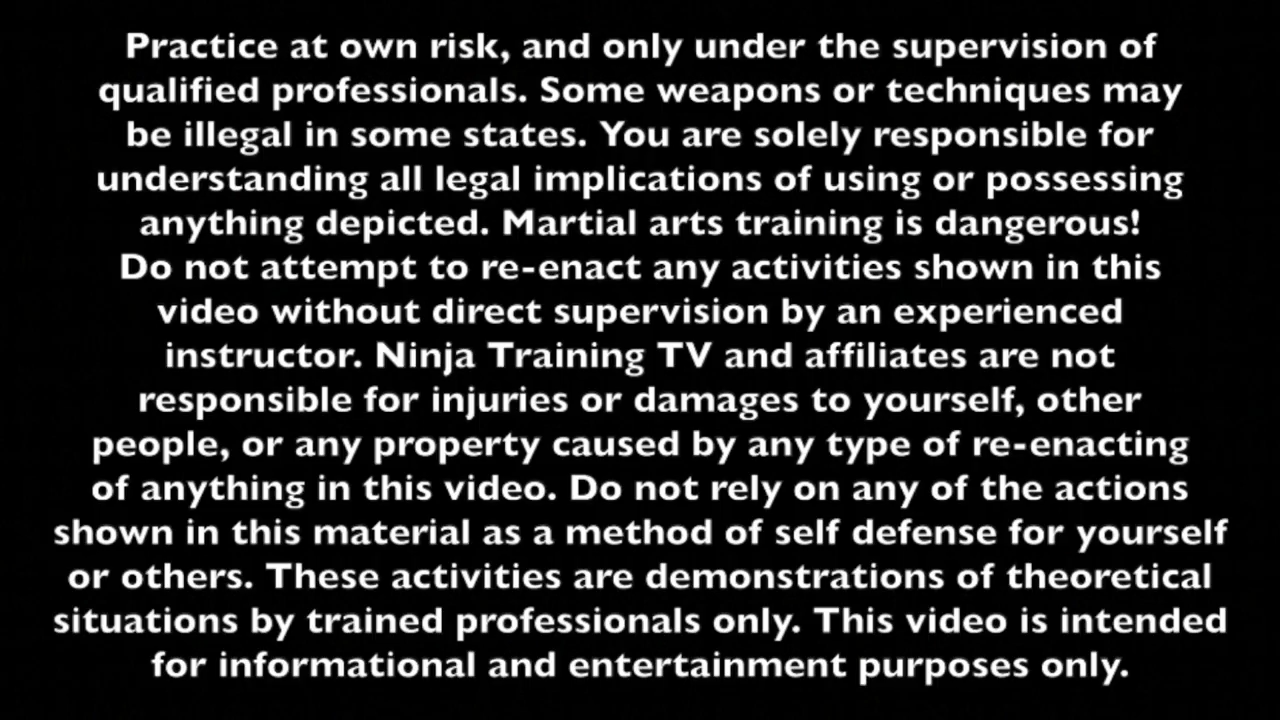 Practice at own risk, and only under the supervision of
qualified professionals. Some weapons or techniques may
be illegal in some states. You are solely responsible for
understanding all legal implications of using or possessing
anything depicted. Martial arts training is dangerous!
Do not attempt to re-enact any activities shown in this
video without direct supervision by an experienced
instructor. Ninja Training TV and affiliates are not
responsible for injuries or damages to yourself, other
people, or any property caused by any type of re-enacting
of anything in this video. Do not rely on any of the actions
shown in this material as a method of self defense for yourself
or others. These activities are demonstrations of theoretical
situations by trained professionals only. This video is intended
for informational and entertainment purposes only.